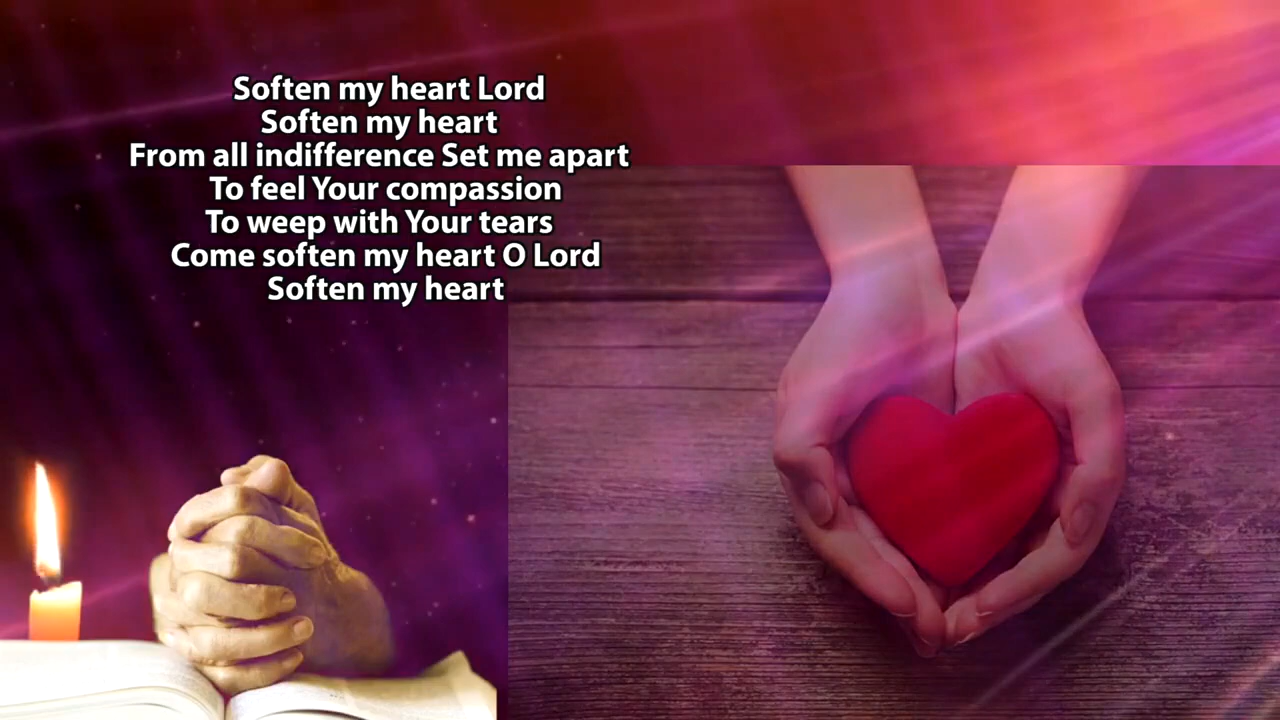 Soften my heart Lord
Soften my heart
From all indifference Set me apart
To feel Your compassion
To weep with Your tears
Come soften my heart O Lord
Soften my heart